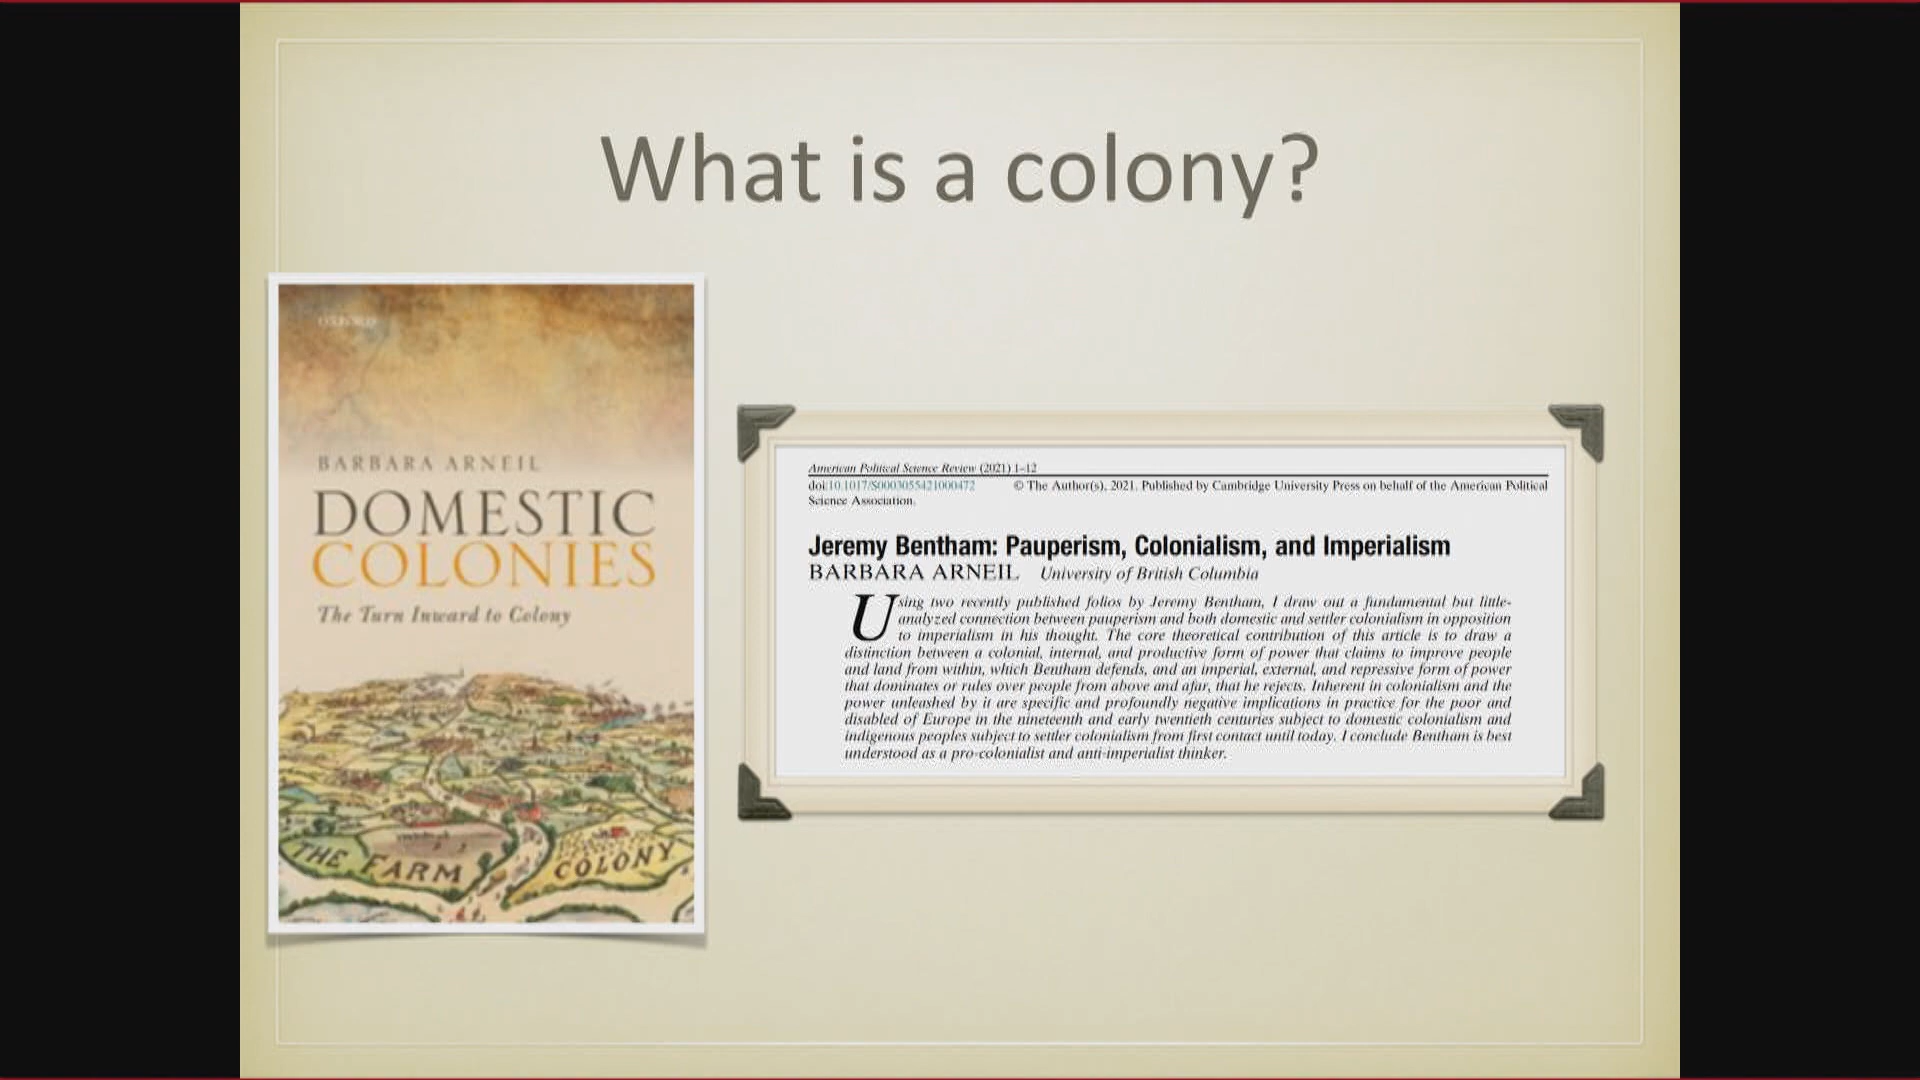 What is a colony?
OXFORD
BARBARA ARNEIL
DOMESTIC
COLONIES
The Turn Inward to Colony
THE FARM COLONY
American Political Science Review (2021) 1–12
doi:10.1017/S0003055421000472 © The Author(s), 2021. Published by Cambridge University Press on behalf of the American Political
Science Association.
Jeremy Bentham: Pauperism, Colonialism, and Imperialism
BARBARA ARNEIL University of British Columbia
Using two recently published folios by Jeremy Bentham, I draw out a fundamental but little-
analyzed connection between pauperism and both domestic and settler colonialism in opposition
to imperialism in his thought. The core theoretical contribution of this article is to draw a
distinction between a colonial, internal, and productive form of power that claims to improve people
and land from within, which Bentham defends, and an imperial, external, and repressive form of power
that dominates or rules over people from above and afar, that he rejects. Inherent in colonialism and the
power unleashed by it are specific and profoundly negative implications in practice for the poor and
disabled of Europe in the nineteenth and early twentieth centuries subject to domestic colonialism and
indigenous peoples subject to settler colonialism from first contact until today. I conclude Bentham is best
understood as a pro-colonialist and anti-imperialist thinker.